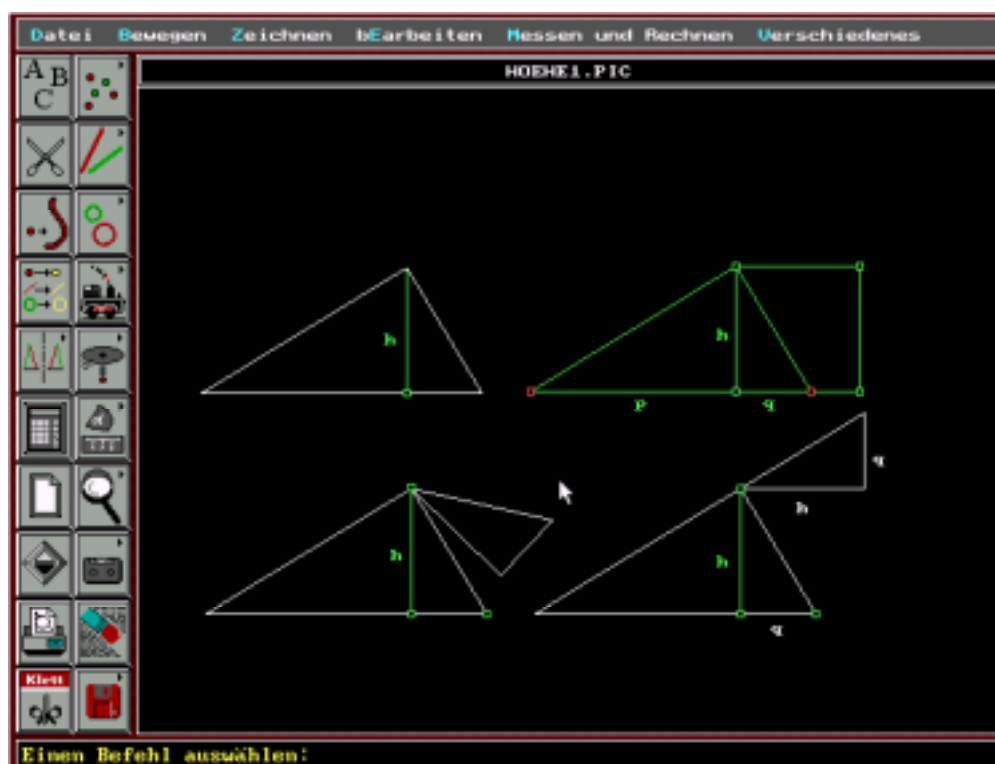 Datei Bewegen Zeichnen bEarbeiten Messen und Rechnen Verschiedenes
HOEHE1.PIC
A B
C
h
h
p q
q
h
h
h
q
Klett
Einen Befehl auswählen: